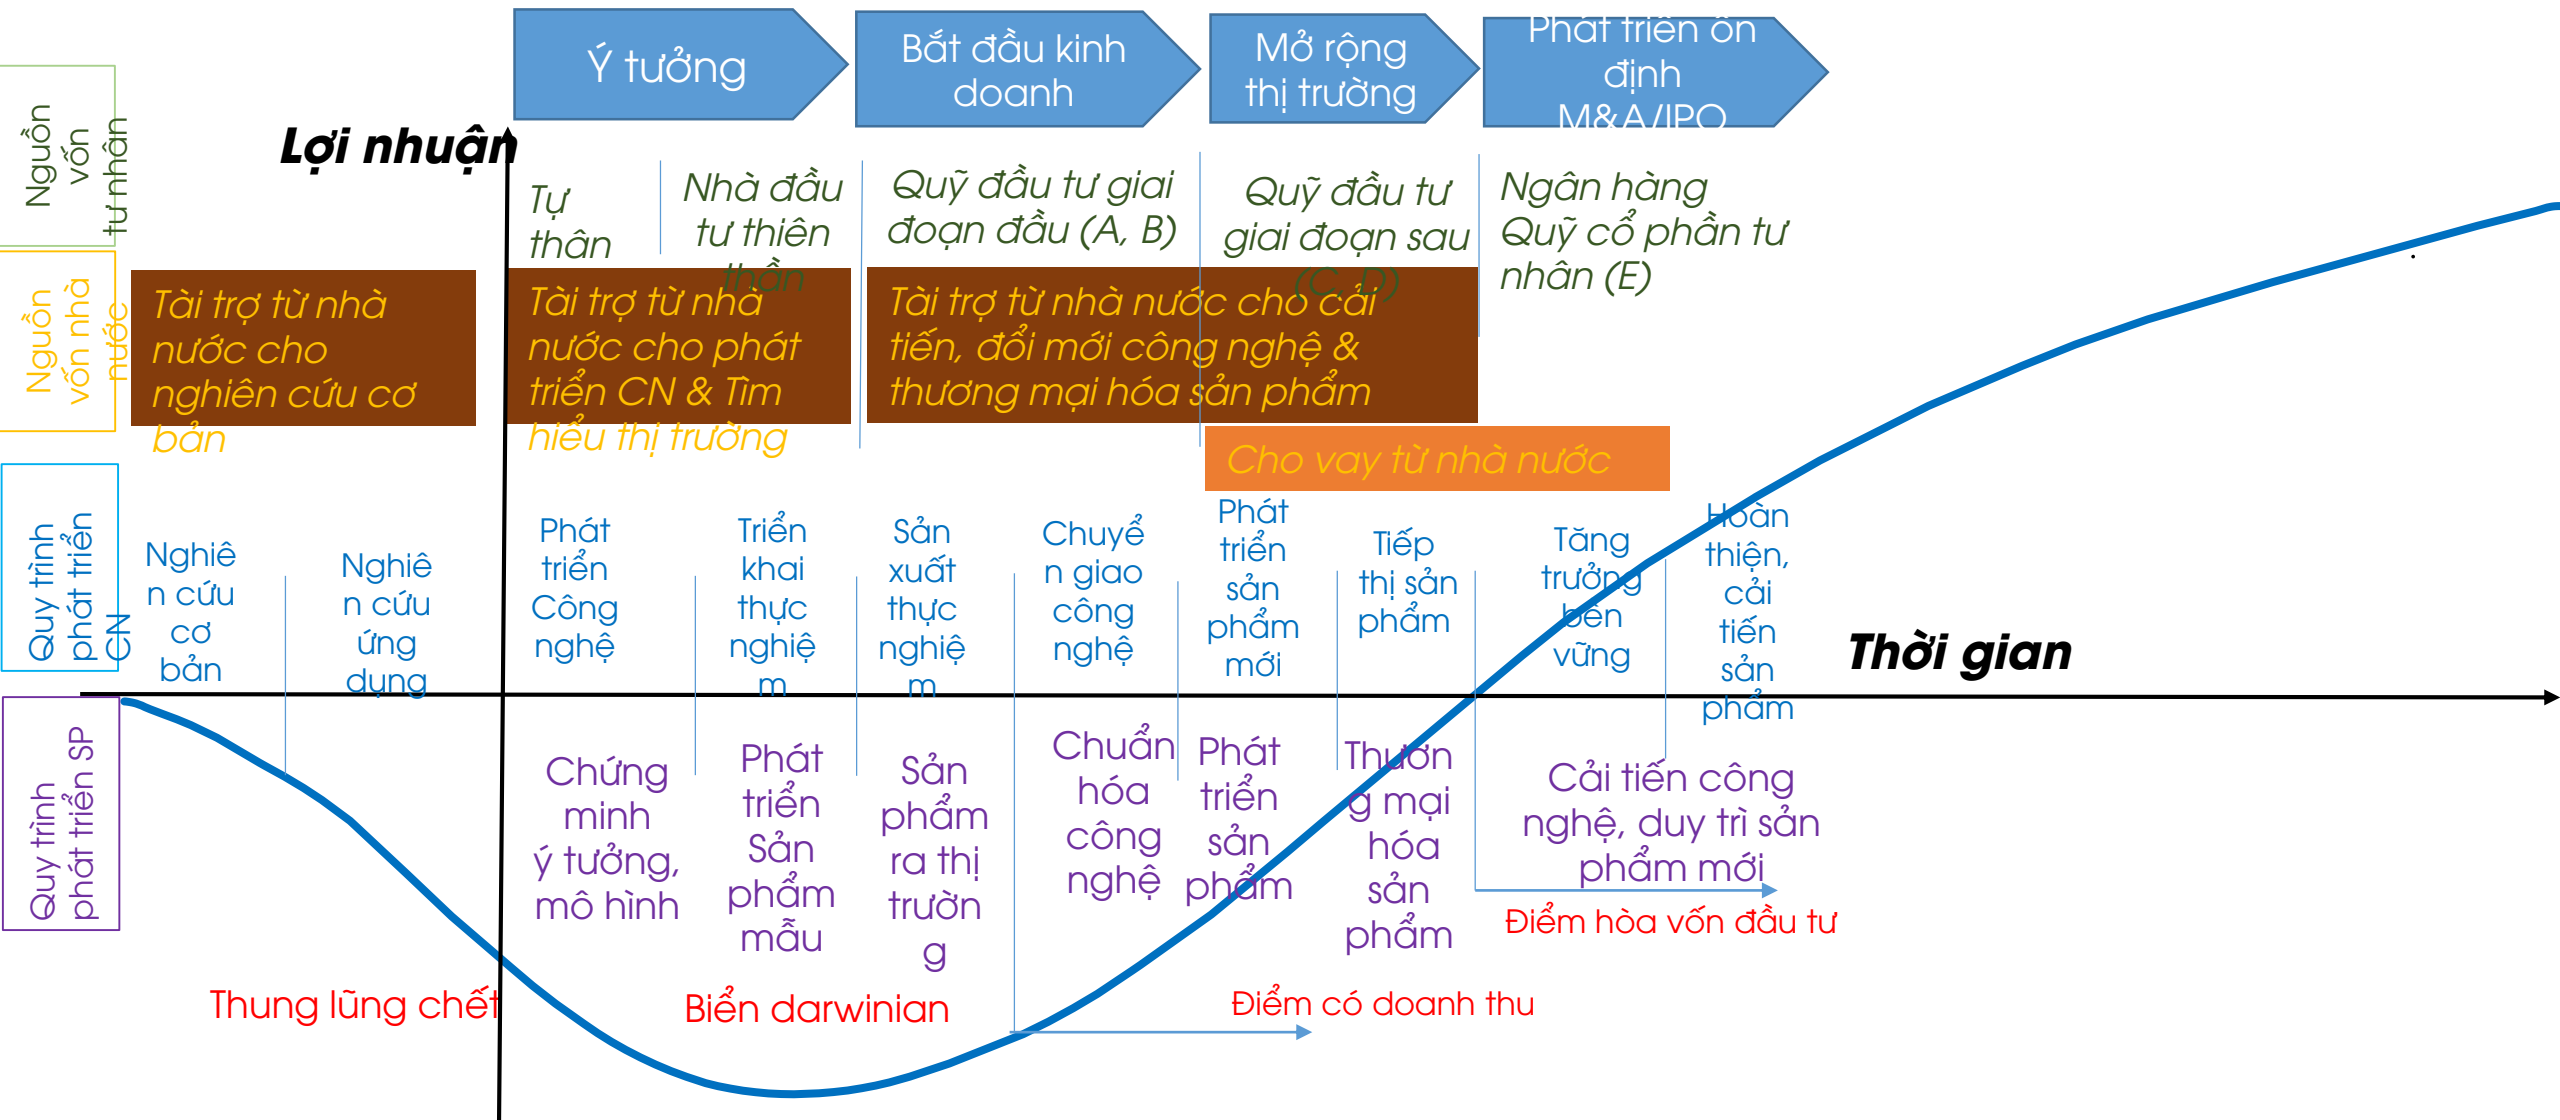 Ý tưởng
Bắt đầu kinh
doanh
Mở rộng
thị trường
Phát triển ổn
định
M&A/IPO
Nguồn
vốn
tư nhân
Lợi nhuận
Tự
thân
Nhà đầu
tư thiên
thần
Quỹ đầu tư giai
đoạn đầu (A, B)
Quỹ đầu tư
giai đoạn sau
(C, D)
Ngân hàng
Quỹ cổ phần tư
nhân (E)
Nguồn
vốn nhà
nước
Tài trợ từ nhà
nước cho
nghiên cứu cơ
bản
Tài trợ từ nhà
nước cho phát
triển CN & Tìm
hiểu thị trường
Tài trợ từ nhà nước cho cải
tiến, đổi mới công nghệ &
thương mại hóa sản phẩm
Cho vay từ nhà nước
Quy trình
phát triển
CN
Nghiê
n cứu
cơ
bản
Nghiê
n cứu
ứng
dụng
Phát
triển
Công
nghệ
Triển
khai
thực
nghiệ
m
Sản
xuất
thực
nghiệ
m
Chuyể
n giao
công
nghệ
Phát
triển
sản
phẩm
mới
Tiếp
thị sản
phẩm
Tăng
trưởng
bền
vững
Hoàn
thiện,
cải
tiến
sản
phẩm
Thời gian
Quy trình
phát triển SP
Chứng
minh
ý tưởng,
mô hình
Phát
triển
Sản
phẩm
mẫu
Sản
phẩm
ra thị
trườn
g
Chuẩn
hóa
công
nghệ
Phát
triển
sản
phẩm
Thươn
g mại
hóa
sản
phẩm
Cải tiến công
nghệ, duy trì sản
phẩm mới
Điểm hòa vốn đầu tư
Thung lũng chết
Biển darwinian
Điểm có doanh thu